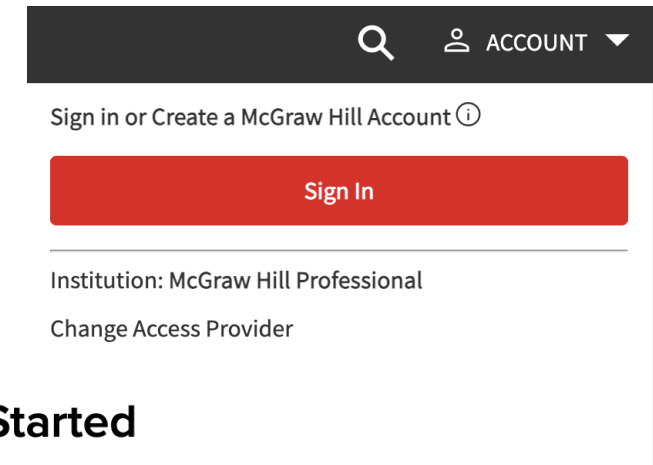 ACCOUNT
Sign in or Create a McGraw Hill Account
Sign In
Institution: McGraw Hill Professional
Change Access Provider
Started